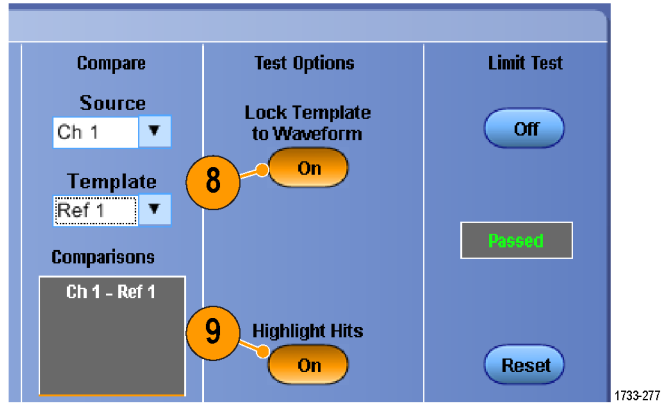 Compare
Test Options
Limit Test
Source
Ch 1
Lock Template
to Waveform
On
Off
8
Template
Ref 1
Passed
Comparisons
Ch 1 - Ref 1
9
Highlight Hits
On
Reset
1733-277